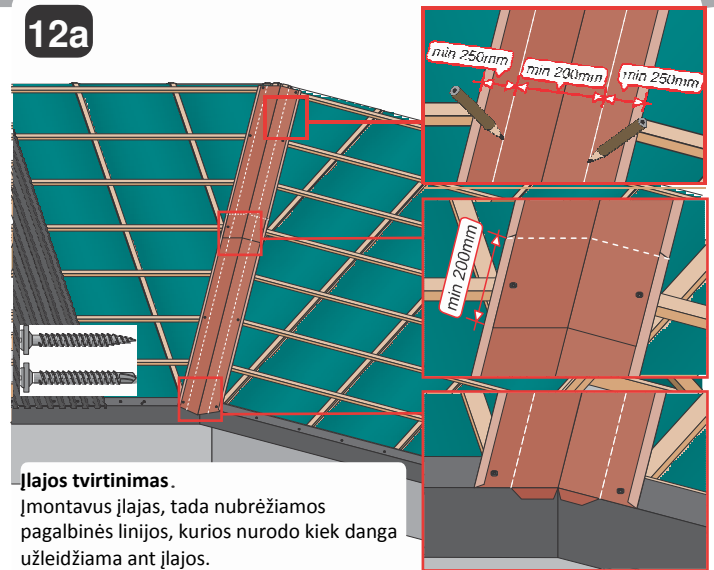 12a
min 250mm
min 200mm
min 250mm
min 200mm
Įlajos tvirtinimas.
Įmontavus įlajas, tada nubrėžiamos
pagalbinės linijos, kurios nurodo kiek danga
užleidžiama ant įlajos.